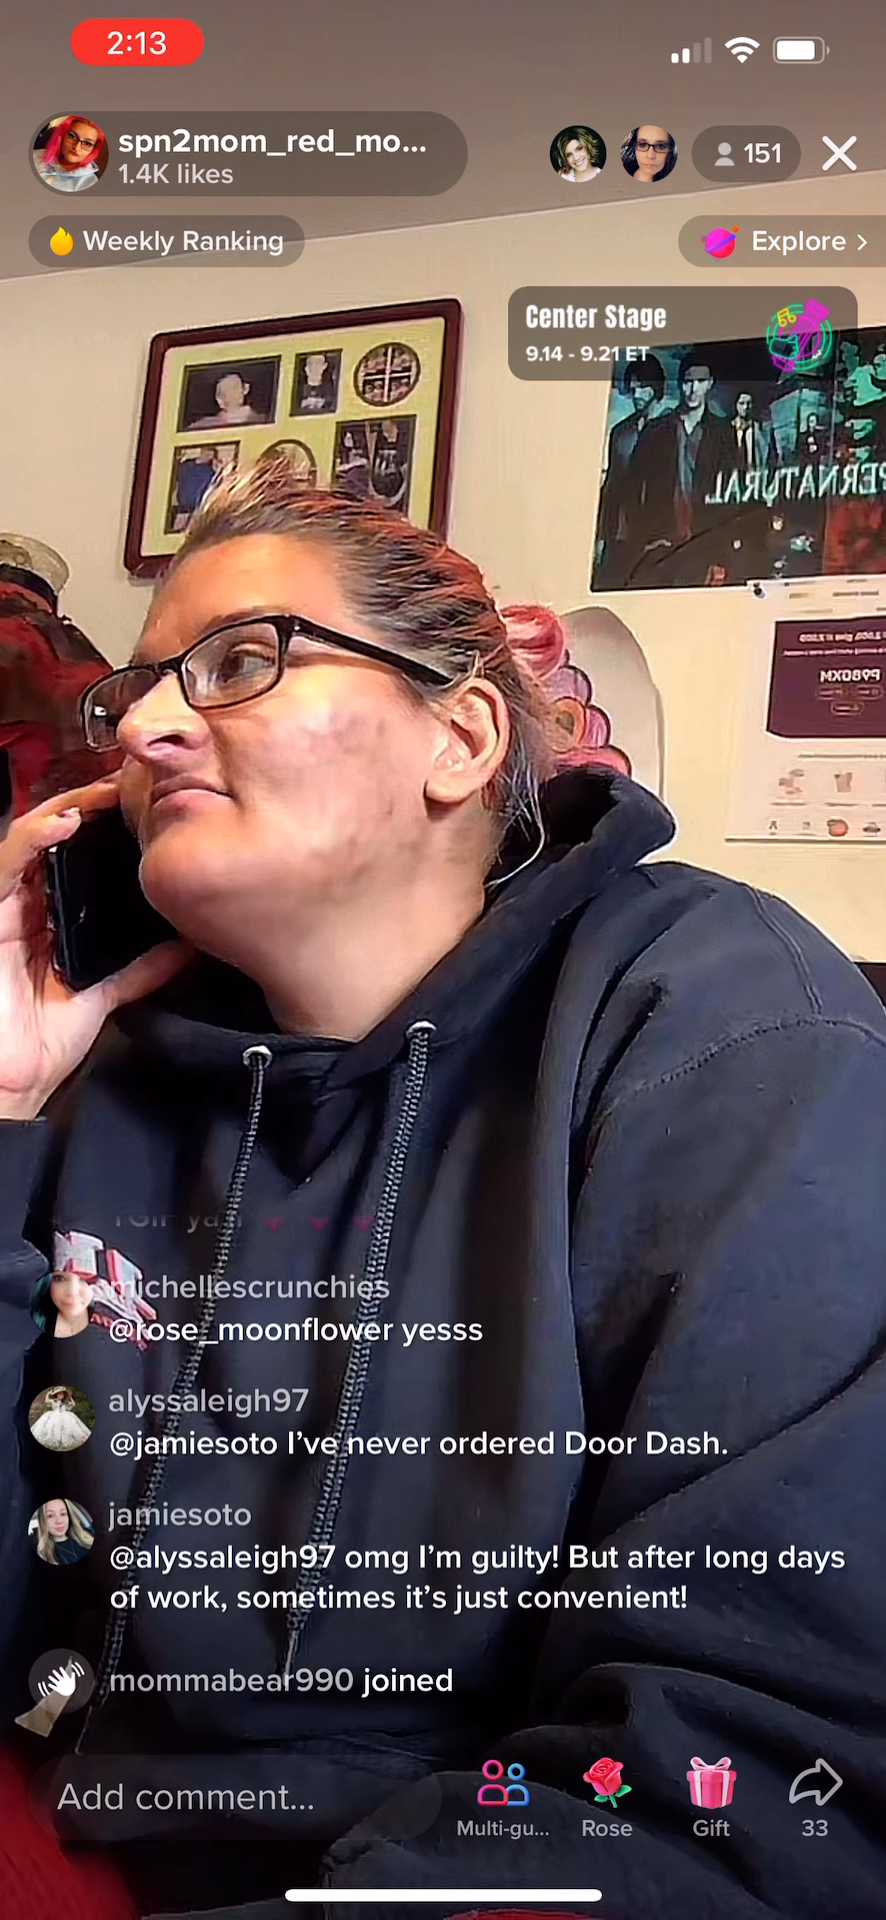 2:13
spn2mom_red_mo...
1.4K likes
151
Weekly Ranking
Explore >
Center Stage
9.14 - 9.21 ET
PERNATURAL
MX0899
michellescrunchies
@rose_moonflower yesss
alyssaleigh97
@jamiesoto I've never ordered Door Dash.
jamiesoto
@alyssaleigh97 omg I'm guilty! But after long days
of work, sometimes it's just convenient!
mommabear990 joined
Add comment...
Multi-gu...
Rose
Gift
33